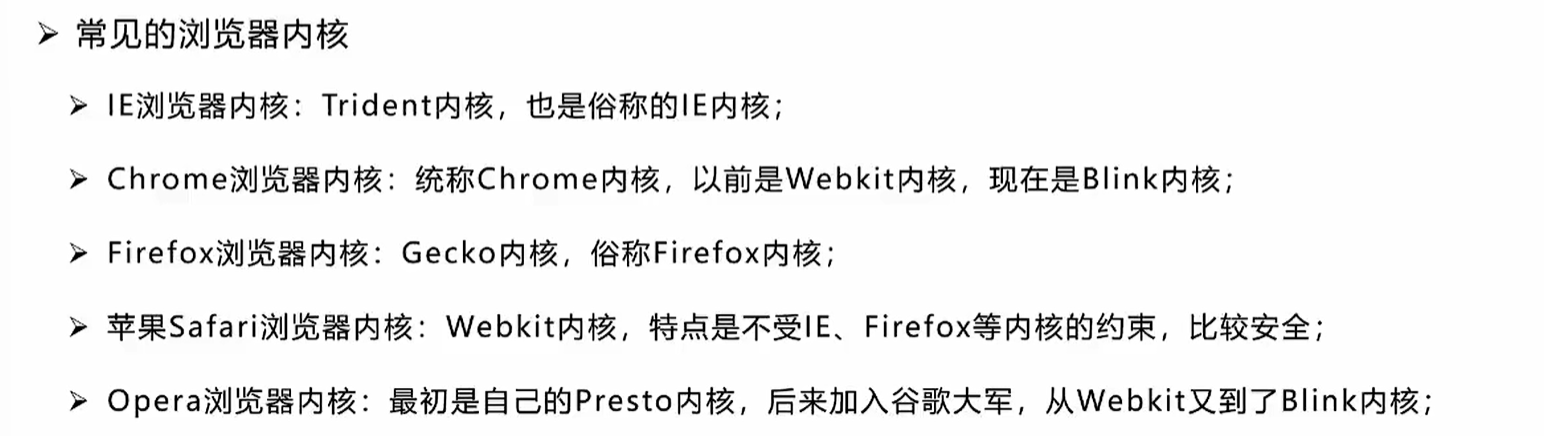 ➢ 常见的浏览器内核
➢ IE浏览器内核：Trident内核，也是俗称的IE内核；
➢ Chrome浏览器内核：统称Chrome内核，以前是Webkit内核，现在是Blink内核；
➢ Firefox浏览器内核：Gecko内核，俗称Firefox内核；
➢ 苹果Safari浏览器内核：Webkit内核，特点是不受IE、Firefox等内核的约束，比较安全；
➢ Opera浏览器内核：最初是自己的Presto内核，后来加入谷歌大军，从Webkit又到了Blink内核；